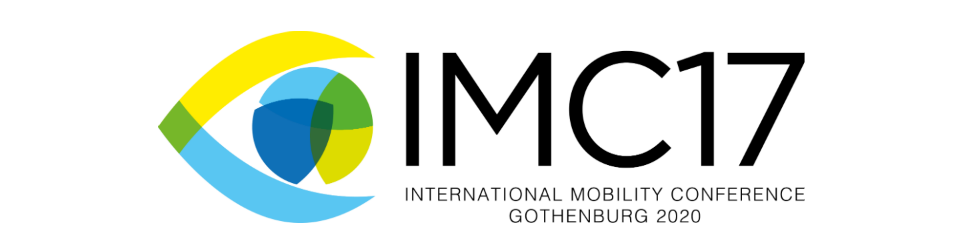 IMC17
INTERNATIONAL MOBILITY CONFERENCE
GOTHENBURG 2020